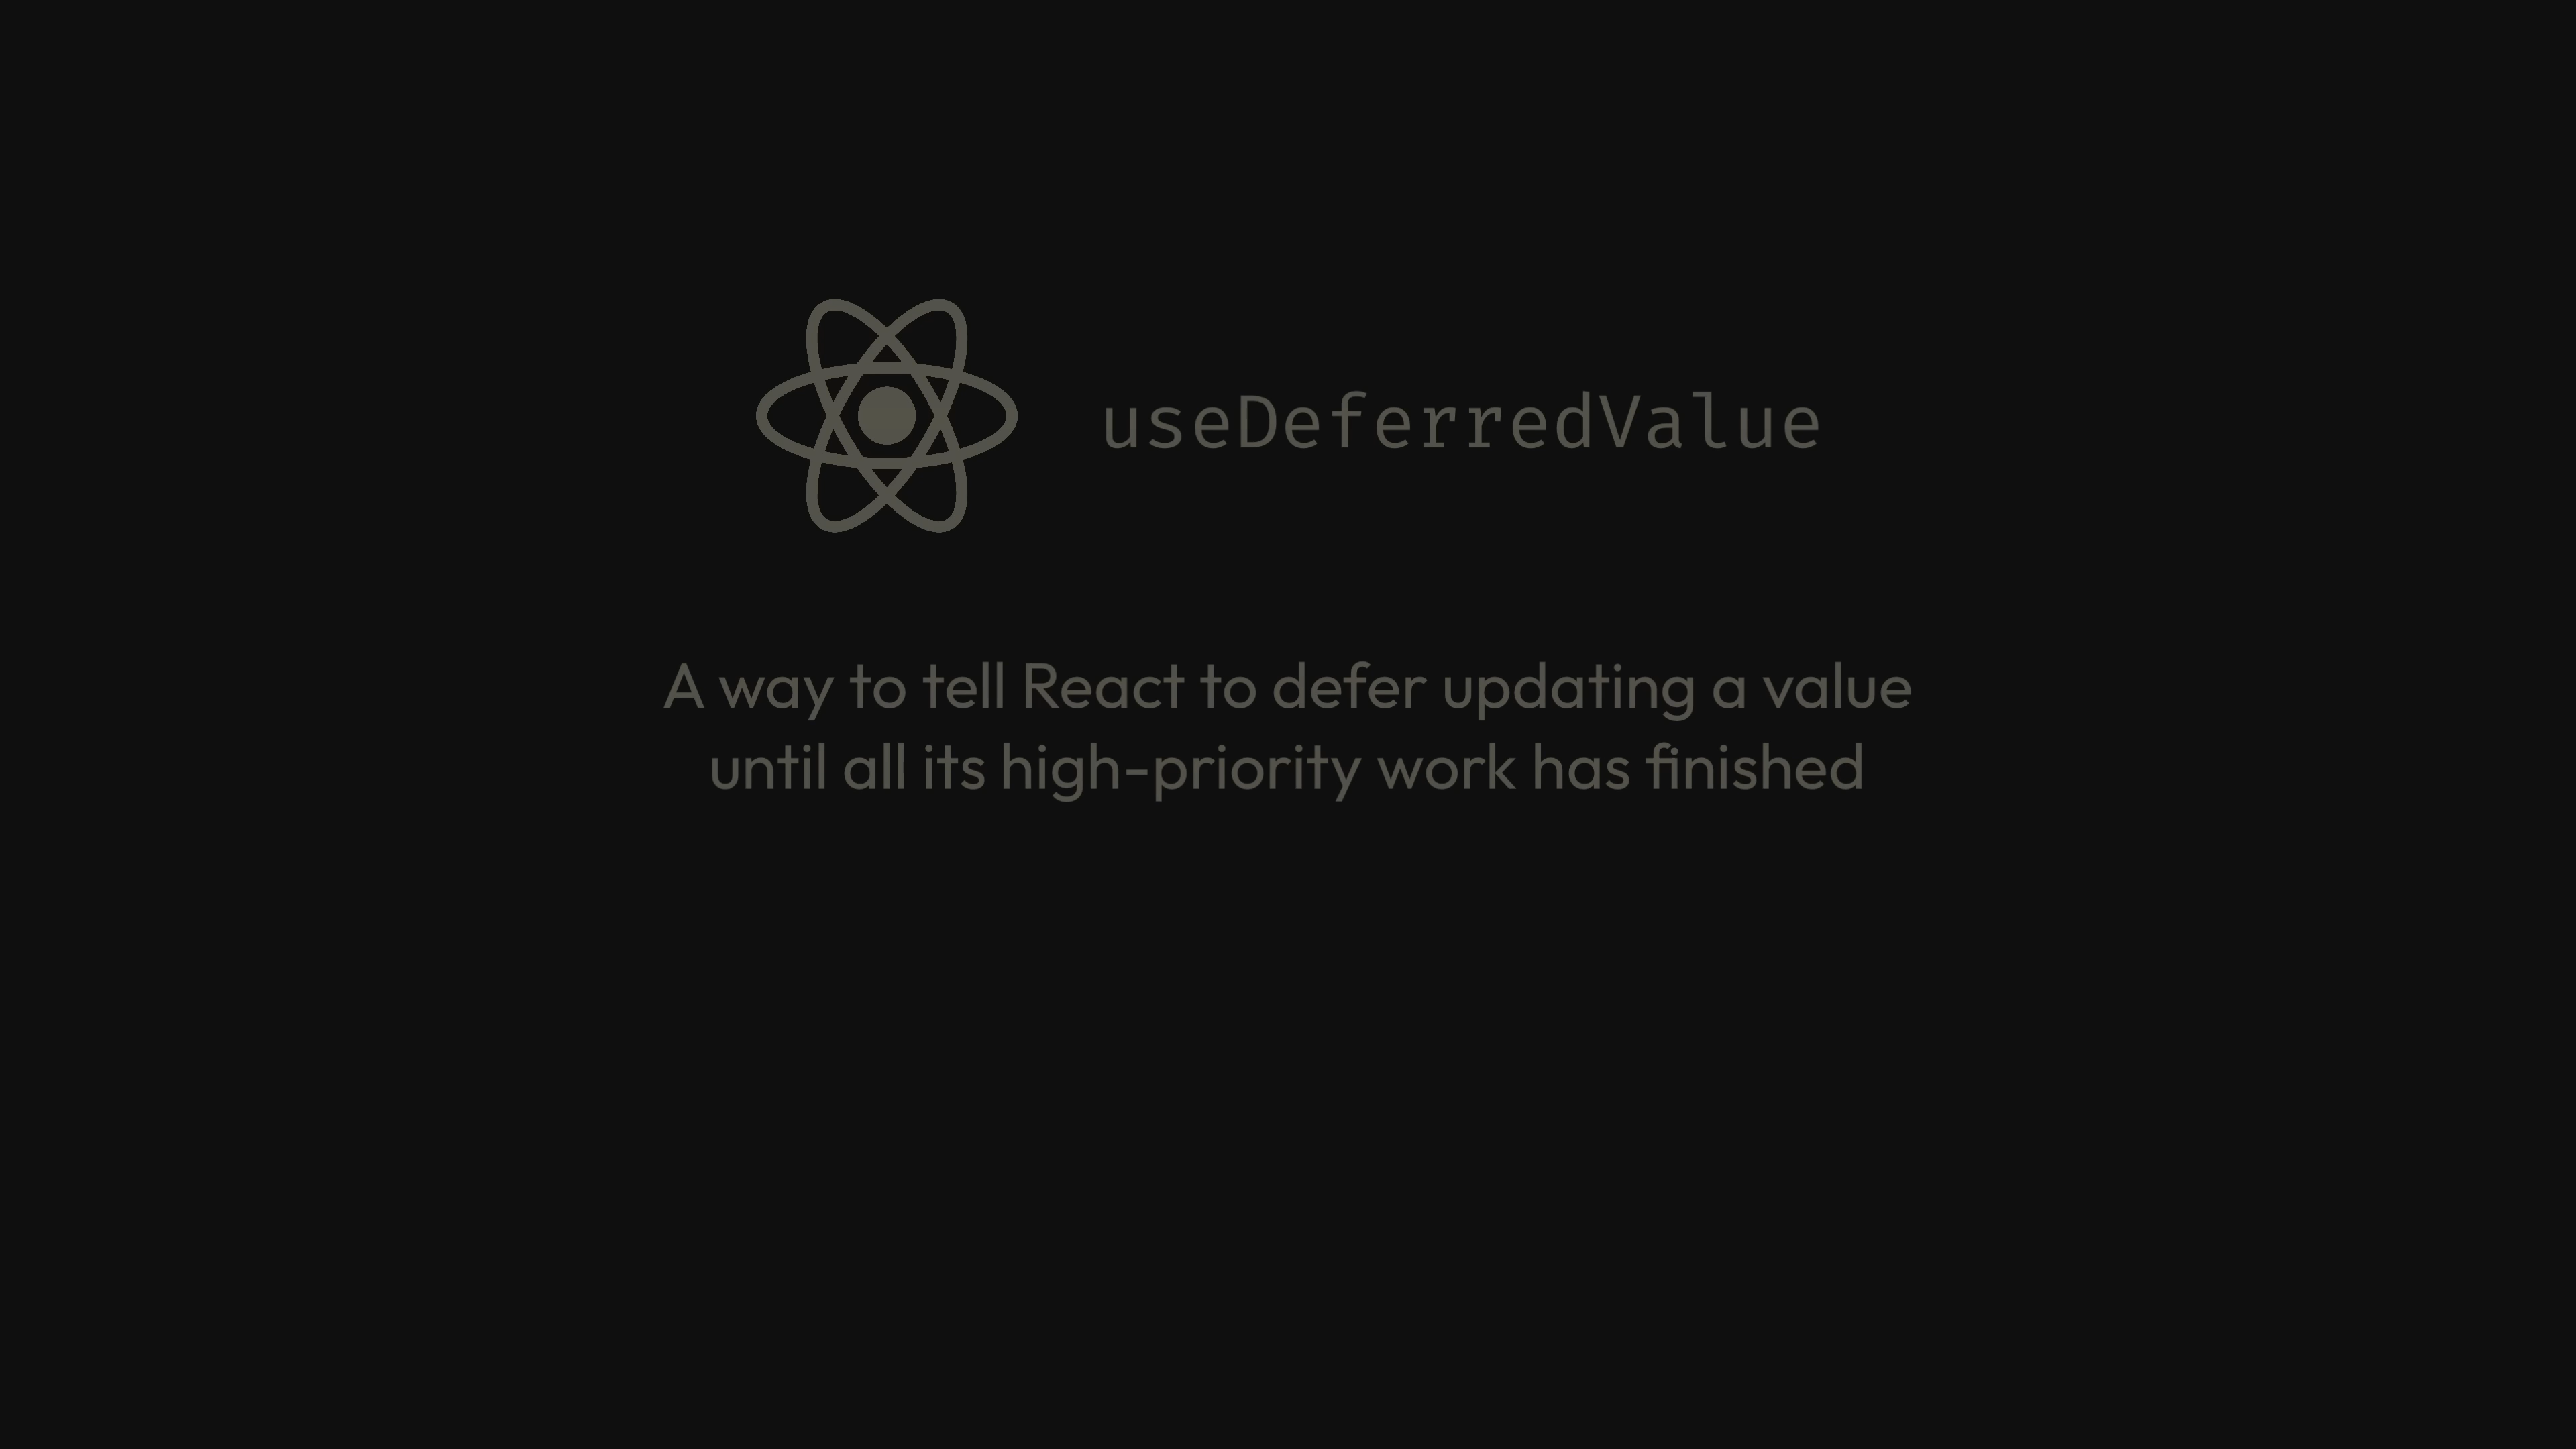 useDeferredValue
A way to tell React to defer updating a value
until all its high-priority work has finished